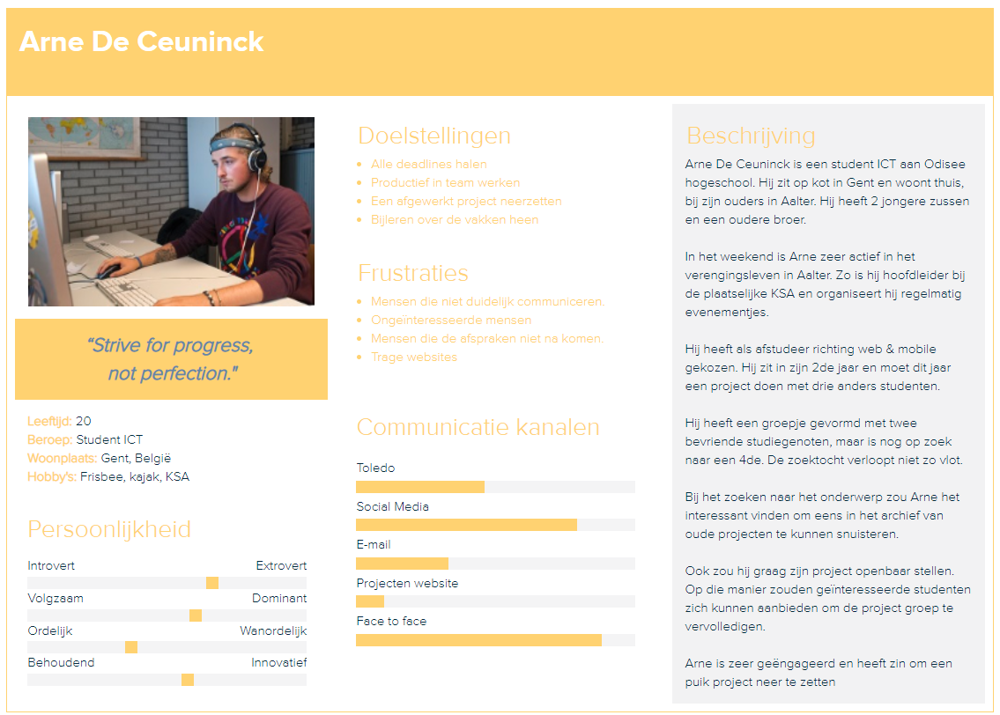 Arne De Ceuninck
“Strive for progress,
not perfection."
Leeftijd: 20
Beroep: Student ICT
Woonplaats: Gent, België
Hobby's: Frisbee, kajak, KSA
Persoonlijkheid
Introvert Extrovert
Volgzaam Dominant
Ordelijk Wanordelijk
Behoudend Innovatief
Doelstellingen
• Alle deadlines halen
• Productief in team werken
• Een afgewerkt project neerzetten
• Bijleren over de vakken heen
Frustraties
• Mensen die niet duidelijk communiceren.
• Ongeïnteresseerde mensen
• Mensen die de afspraken niet na komen.
• Trage websites
Communicatie kanalen
Toledo
Social Media
E-mail
Projecten website
Face to face
Beschrijving
Arne De Ceuninck is een student ICT aan Odisee
hogeschool. Hij zit op kot in Gent en woont thuis,
bij zijn ouders in Aalter. Hij heeft 2 jongere zussen
en een oudere broer.
In het weekend is Arne zeer actief in het
verengingsleven in Aalter. Zo is hij hoofdleider bij
de plaatselijke KSA en organiseert hij regelmatig
evenementjes.
Hij heeft als afstudeer richting web & mobile
gekozen. Hij zit in zijn 2de jaar en moet dit jaar
een project doen met drie anders studenten.
Hij heeft een groepje gevormd met twee
bevriende studiegenoten, maar is nog op zoek
naar een 4de. De zoektocht verloopt niet zo vlot.
Bij het zoeken naar het onderwerp zou Arne het
interessant vinden om eens in het archief van
oude projecten te kunnen snuisteren.
Ook zou hij graag zijn project openbaar stellen.
Op die manier zouden geïnteresseerde studenten
zich kunnen aanbieden om de project groep te
vervolledigen.
Arne is zeer geëngageerd en heeft zin om een
puik project neer te zetten